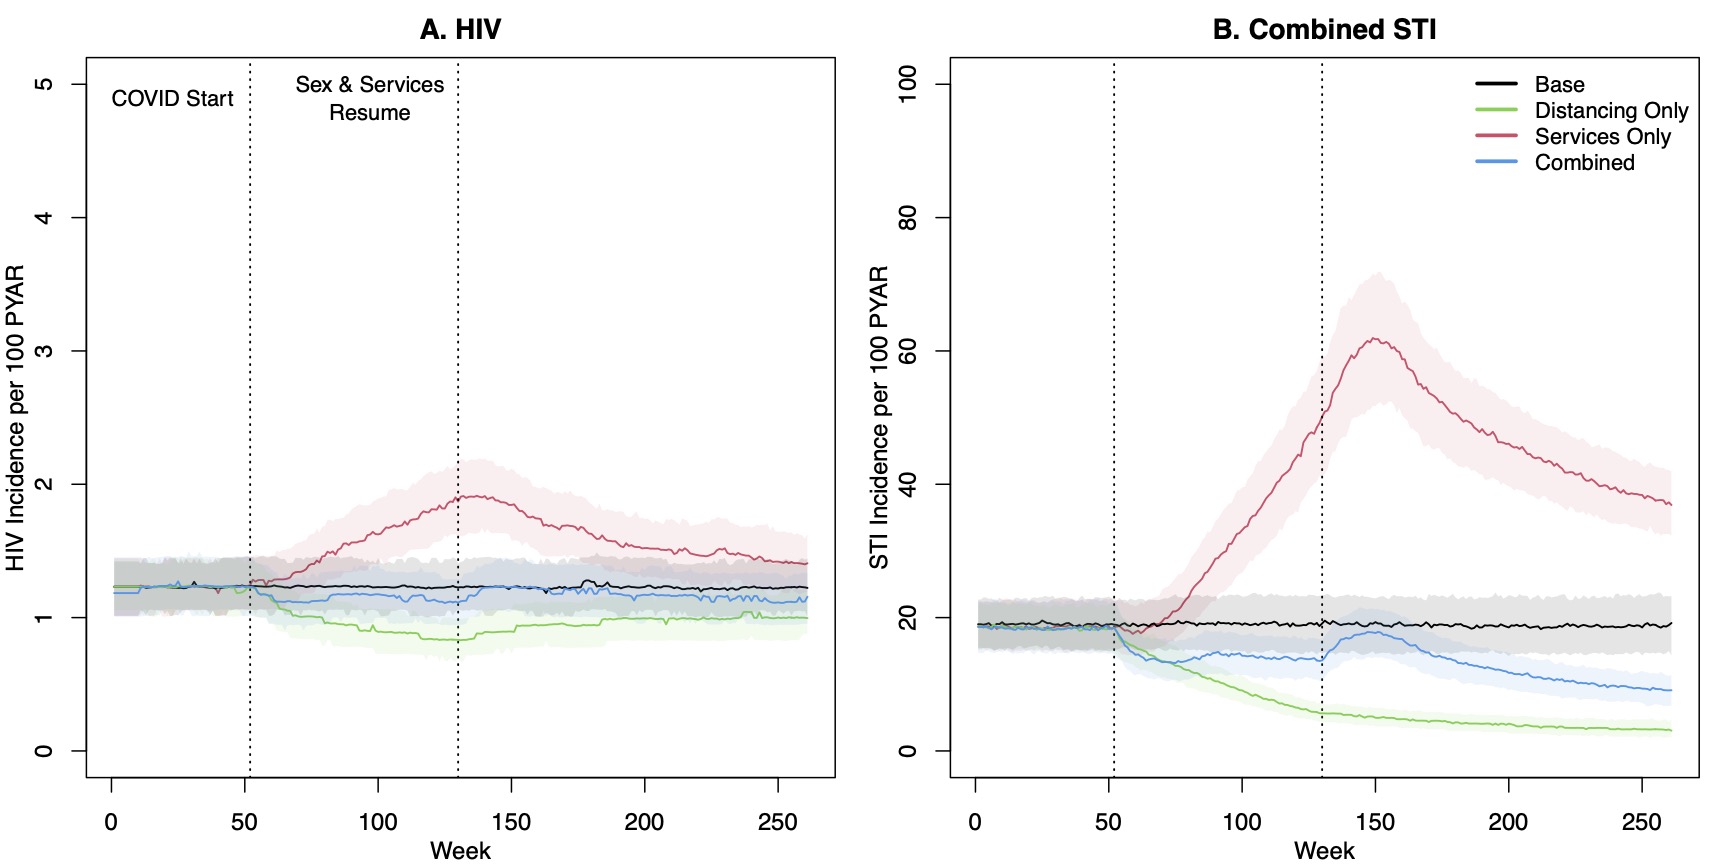 A. HIV
HIV Incidence per 100 PYAR
5
4
3
2
1
0
COVID Start
Sex & Services
Resume
0
50
100
150
200
250
Week
B. Combined STI
STI Incidence per 100 PYAR
100
80
60
40
20
0
Base
Distancing Only
Services Only
Combined
0
50
100
150
200
250
Week